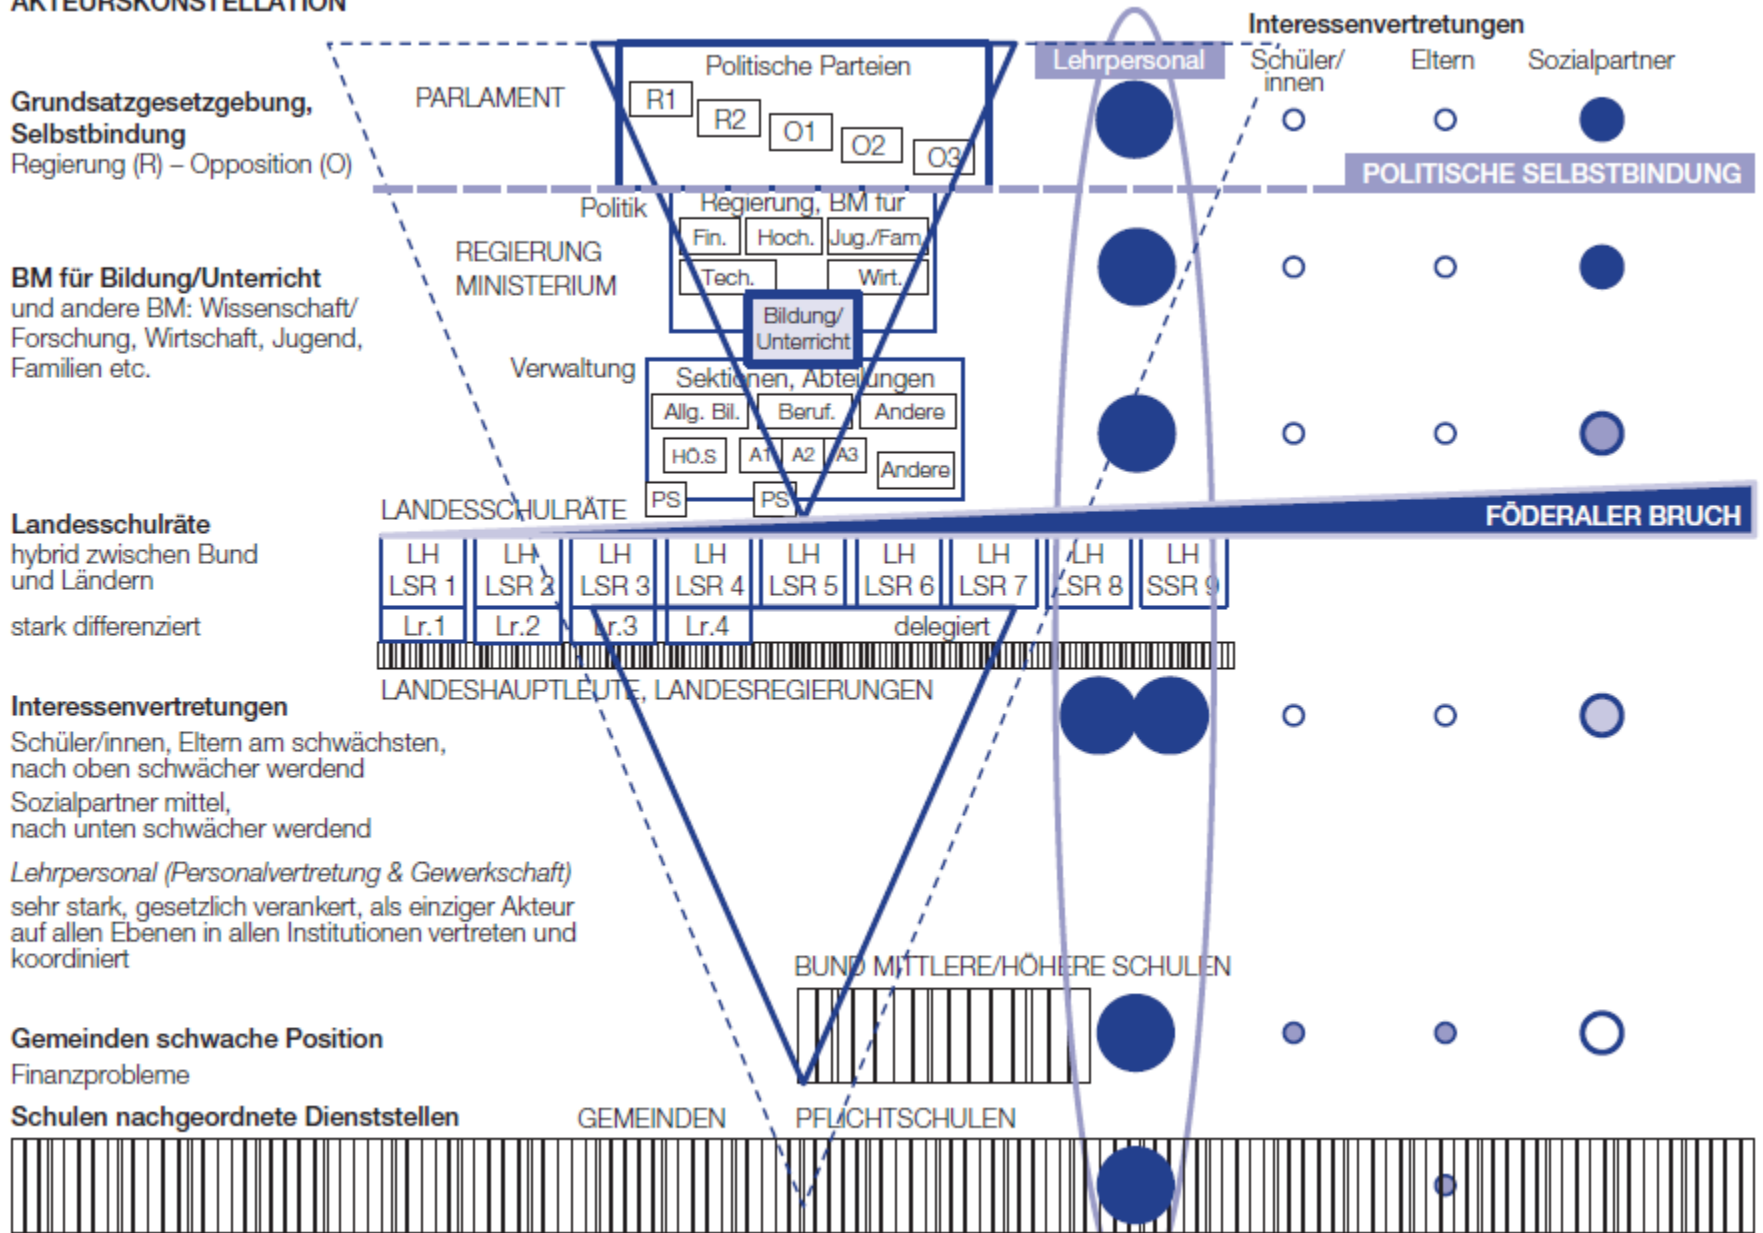 AKTEURSKONSTELLATION
Interessenvertretungen
Lehrpersonal
Schüler/
innen
Eltern
Sozialpartner
Grundsatzgesetzgebung,
Selbstbindung
Regierung (R) – Opposition (O)
PARLAMENT
Politische Parteien
R1
R2
O1
O2
O3
POLITISCHE SELBSTBINDUNG
Politik
Regierung, BM für
REGIERUNG
MINISTERIUM
Fin.
Hoch.
Jug./Fam.
Tech.
Wirt.
Bildung/
Unterricht
BM für Bildung/Unterricht
und andere BM: Wissenschaft/
Forschung, Wirtschaft, Jugend,
Familien etc.
Verwaltung
Sektionen, Abteilungen
Allg. Bil.
Beruf.
Andere
HÖ.S
A1
A2
A3
Andere
PS
PS
LANDESSCHULRÄTE
FÖDERALER BRUCH
Landesschulräte
hybrid zwischen Bund
und Ländern
stark differenziert
LH
LSR 1
LH
LSR 2
LH
LSR 3
LH
LSR 4
LH
LSR 5
LH
LSR 6
LH
LSR 7
LH
LSR 8
LH
SSR 9
Lr.1
Lr.2
Lr.3
Lr.4
delegiert
LANDESHAUPTLEUTE, LANDESREGIERUNGEN
Interessenvertretungen
Schüler/innen, Eltern am schwächsten,
nach oben schwächer werdend
Sozialpartner mittel,
nach unten schwächer werdend
Lehrpersonal (Personalvertretung & Gewerkschaft)
sehr stark, gesetzlich verankert, als einziger Akteur
auf allen Ebenen in allen Institutionen vertreten und
koordiniert
BUND MITTLERE/HÖHERE SCHULEN
Gemeinden schwache Position
Finanzprobleme
Schulen nachgeordnete Dienststellen
GEMEINDEN
PFLICHTSCHULEN